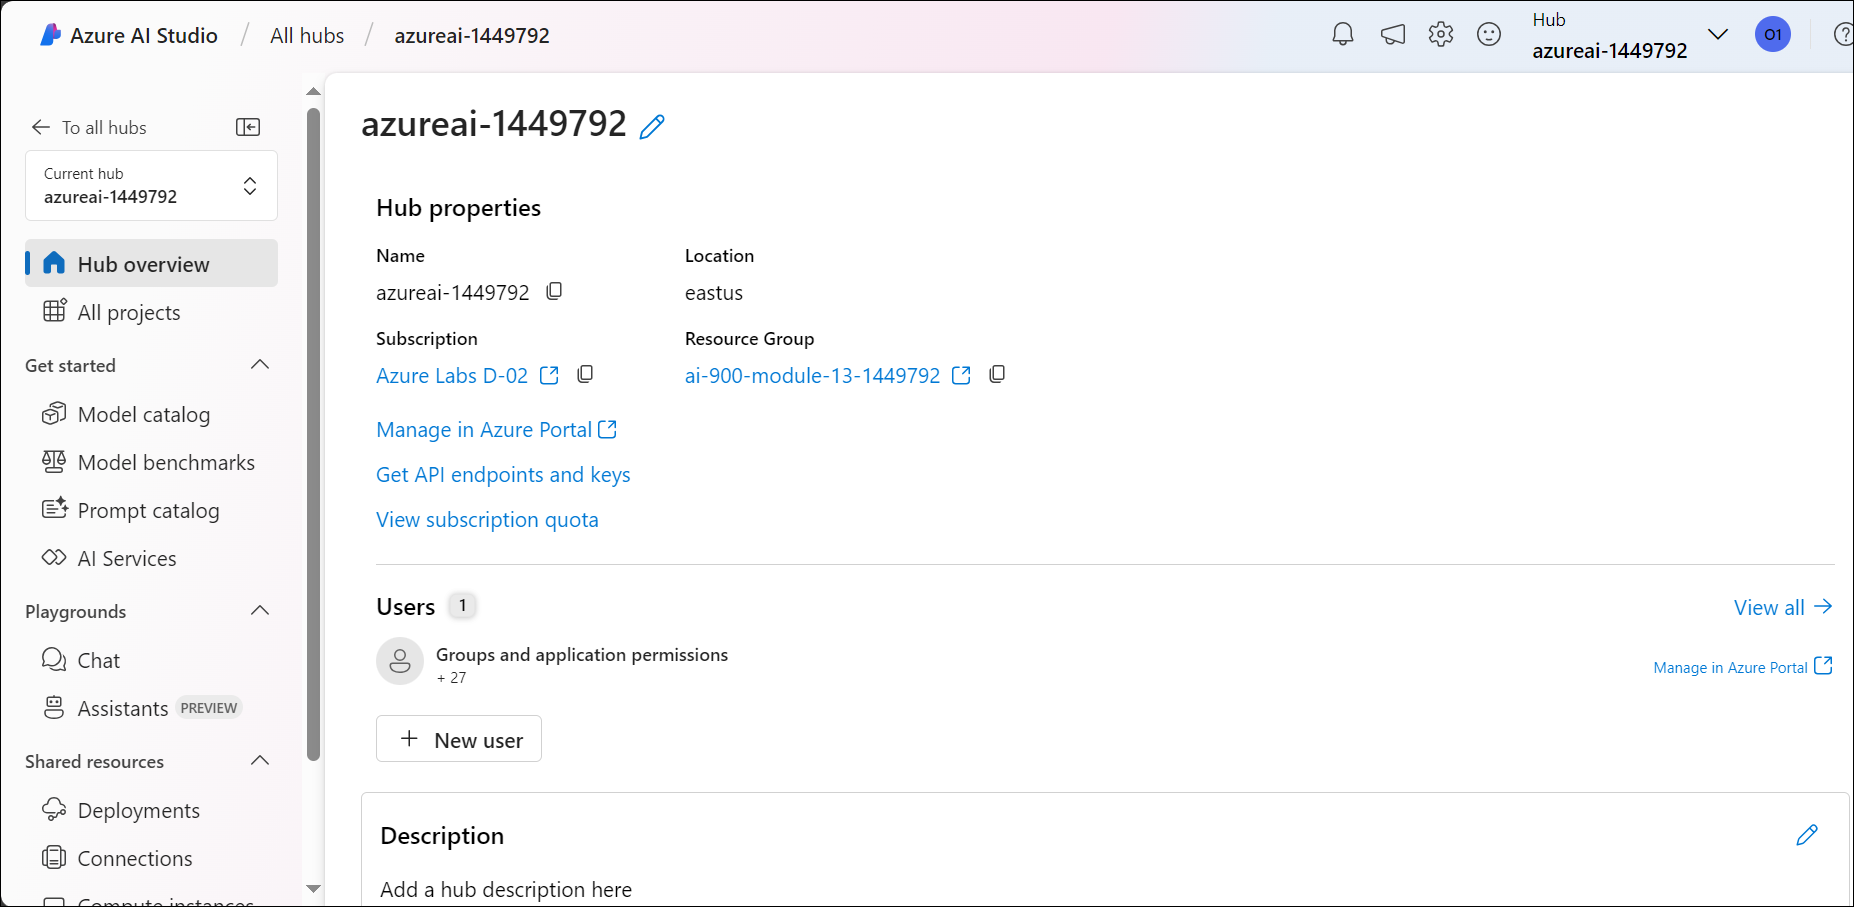 Azure AI Studio / All hubs / azureai-1449792
Hub
azureai-1449792
O1
To all hubs
Current hub
azureai-1449792
Hub overview
All projects
Get started
Model catalog
Model benchmarks
Prompt catalog
AI Services
Playgrounds
Chat
Assistants PREVIEW
Shared resources
Deployments
Connections
Compute instances
azureai-1449792
Hub properties
Name
azureai-1449792
Location
eastus
Subscription
Azure Labs D-02
Resource Group
ai-900-module-13-1449792
Manage in Azure Portal
Get API endpoints and keys
View subscription quota
Users 1
View all
Groups and application permissions
+ 27
Manage in Azure Portal
New user
Description
Add a hub description here